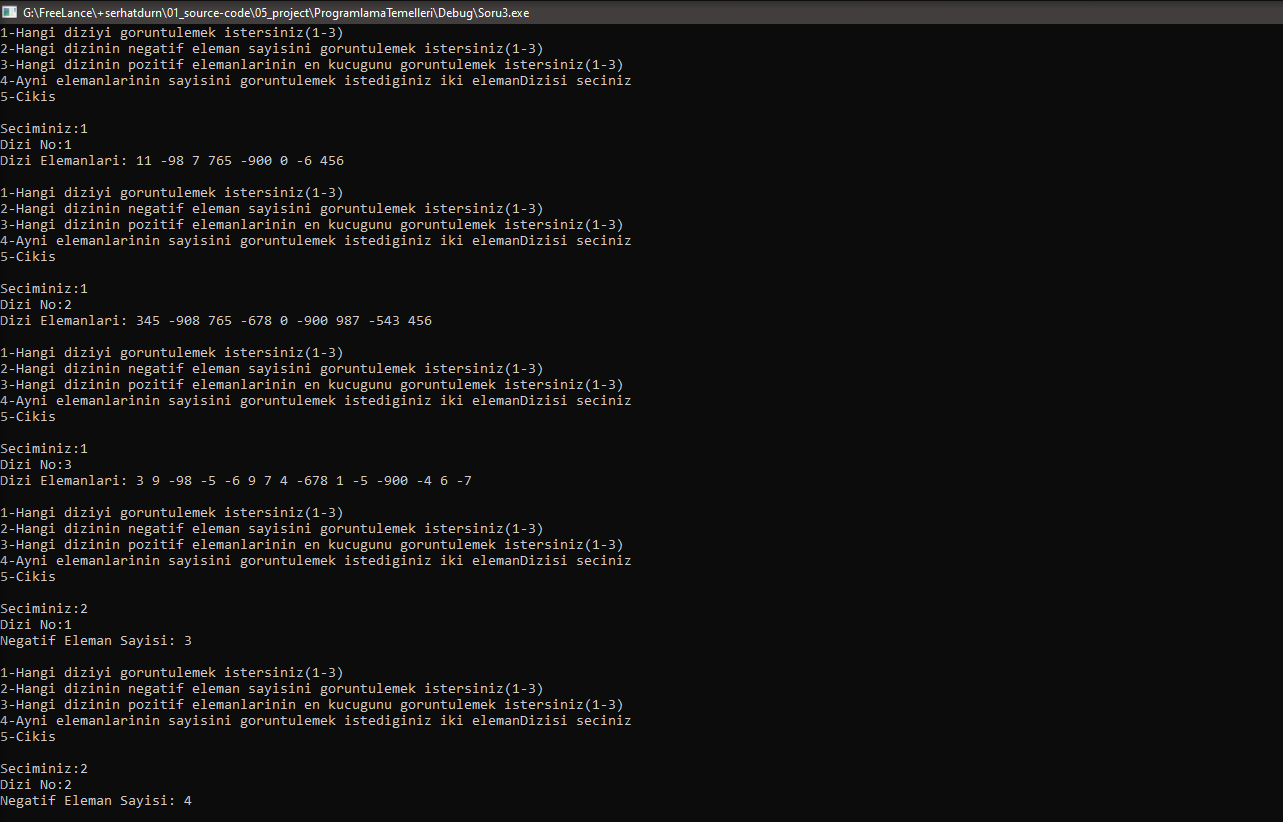 G:\FreeLance\+serhatdurn\01_source-code\05_project\ProgramlamaTemelleri\Debug\Soru3.exe
1-Hangi diziyi goruntulemek istersiniz(1-3)
2-Hangi dizinin negatif eleman sayisini goruntulemek istersiniz(1-3)
3-Hangi dizinin pozitif elemanlarinin en kucugunu goruntulemek istersiniz(1-3)
4-Ayni elemanlarinin sayisini goruntulemek istediginiz iki elemanDizisi seciniz
5-Cikis
Seciminiz:1
Dizi No:1
Dizi Elemanlari: 11 -98 7 765 -900 0 -6 456
1-Hangi diziyi goruntulemek istersiniz(1-3)
2-Hangi dizinin negatif eleman sayisini goruntulemek istersiniz(1-3)
3-Hangi dizinin pozitif elemanlarinin en kucugunu goruntulemek istersiniz(1-3)
4-Ayni elemanlarinin sayisini goruntulemek istediginiz iki elemanDizisi seciniz
5-Cikis
Seciminiz:1
Dizi No:2
Dizi Elemanlari: 345 -908 765 -678 0 -900 987 -543 456
1-Hangi diziyi goruntulemek istersiniz(1-3)
2-Hangi dizinin negatif eleman sayisini goruntulemek istersiniz(1-3)
3-Hangi dizinin pozitif elemanlarinin en kucugunu goruntulemek istersiniz(1-3)
4-Ayni elemanlarinin sayisini goruntulemek istediginiz iki elemanDizisi seciniz
5-Cikis
Seciminiz:1
Dizi No:3
Dizi Elemanlari: 3 9 -98 -5 -6 9 7 4 -678 1 -5 -900 -4 6 -7
1-Hangi diziyi goruntulemek istersiniz(1-3)
2-Hangi dizinin negatif eleman sayisini goruntulemek istersiniz(1-3)
3-Hangi dizinin pozitif elemanlarinin en kucugunu goruntulemek istersiniz(1-3)
4-Ayni elemanlarinin sayisini goruntulemek istediginiz iki elemanDizisi seciniz
5-Cikis
Seciminiz:2
Dizi No:1
Negatif Eleman Sayisi: 3
1-Hangi diziyi goruntulemek istersiniz(1-3)
2-Hangi dizinin negatif eleman sayisini goruntulemek istersiniz(1-3)
3-Hangi dizinin pozitif elemanlarinin en kucugunu goruntulemek istersiniz(1-3)
4-Ayni elemanlarinin sayisini goruntulemek istediginiz iki elemanDizisi seciniz
5-Cikis
Seciminiz:2
Dizi No:2
Negatif Eleman Sayisi: 4